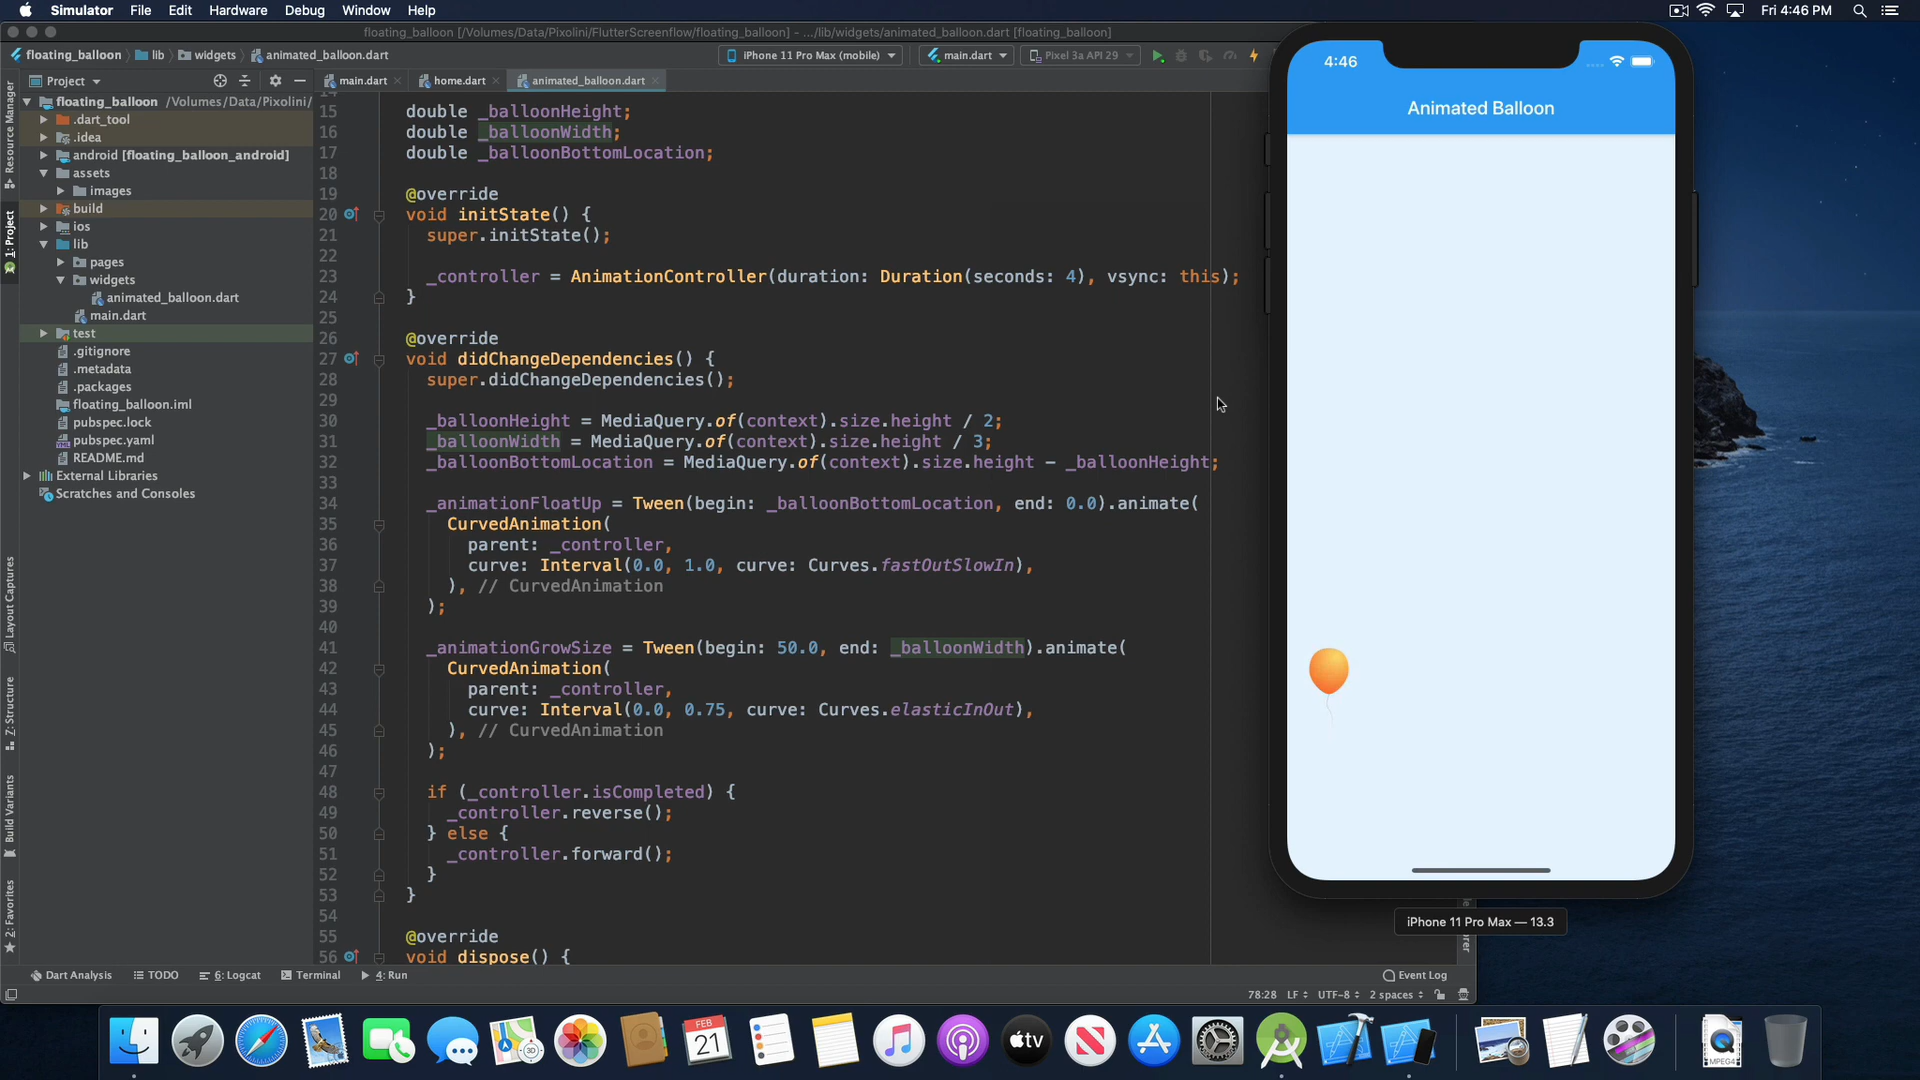 Simulator File Edit Hardware Debug Window Help
Fri 4:46 PM
floating_balloon [/Volumes/Data/Pixolini/FlutterScreenflow/floating_balloon] - .../lib/widgets/animated_balloon.dart [floating_balloon]
floating_balloon lib widgets animated_balloon.dart
iPhone 11 Pro Max (mobile) main.dart Pixel 3a API 29
Project
main.dart home.dart animated_balloon.dart
floating_balloon /Volumes/Data/Pixolini/
.dart_tool
.idea
android [floating_balloon_android]
assets
images
build
ios
lib
pages
widgets
animated_balloon.dart
main.dart
test
.gitignore
.metadata
.packages
floating_balloon.iml
pubspec.lock
pubspec.yaml
README.md
External Libraries
Scratches and Consoles
Resource Manager
1: Project
Layout Captures
Z: Structure
Build Variants
2: Favorites
15 double _balloonHeight;
16 double _balloonWidth;
17 double _balloonBottomLocation;
18
19 @override
20 void initState() {
21 super.initState();
22
23 _controller = AnimationController(duration: Duration(seconds: 4), vsync: this);
24 }
25
26 @override
27 void didChangeDependencies() {
28 super.didChangeDependencies();
29
30 _balloonHeight = MediaQuery.of(context).size.height / 2;
31 _balloonWidth = MediaQuery.of(context).size.height / 3;
32 _balloonBottomLocation = MediaQuery.of(context).size.height - _balloonHeight;
33
34 _animationFloatUp = Tween(begin: _balloonBottomLocation, end: 0.0).animate(
35 CurvedAnimation(
36 parent: _controller,
37 curve: Interval(0.0, 1.0, curve: Curves.fastOutSlowIn),
38 ), // CurvedAnimation
39 );
40
41 _animationGrowSize = Tween(begin: 50.0, end: _balloonWidth).animate(
42 CurvedAnimation(
43 parent: _controller,
44 curve: Interval(0.0, 0.75, curve: Curves.elasticInOut),
45 ), // CurvedAnimation
46 );
47
48 if (_controller.isCompleted) {
49 _controller.reverse();
50 } else {
51 _controller.forward();
52 }
53 }
54
55 @override
56 void dispose() {
4:46
Animated Balloon
iPhone 11 Pro Max — 13.3
Dart Analysis TODO 6: Logcat Terminal 4: Run
Event Log
78:28 LF UTF-8 2 spaces
3D
FEB
21
tv
MPEG4